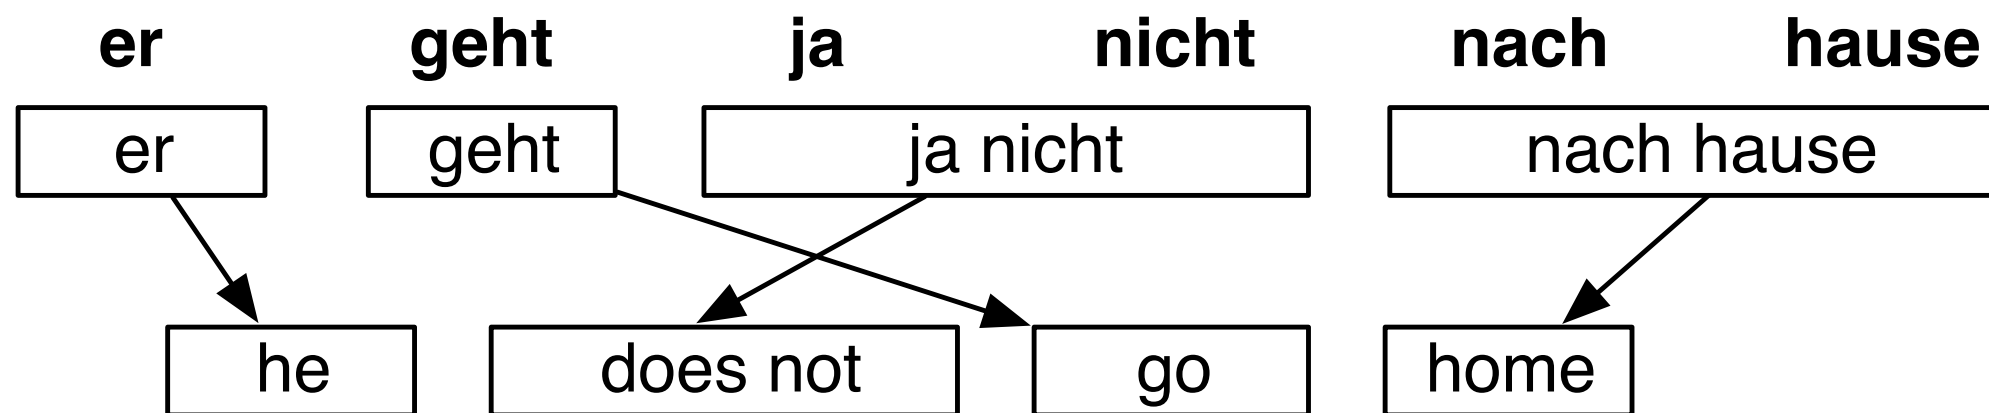 er geht ja nicht nach hause
er geht ja nicht nach hause
he does not go home